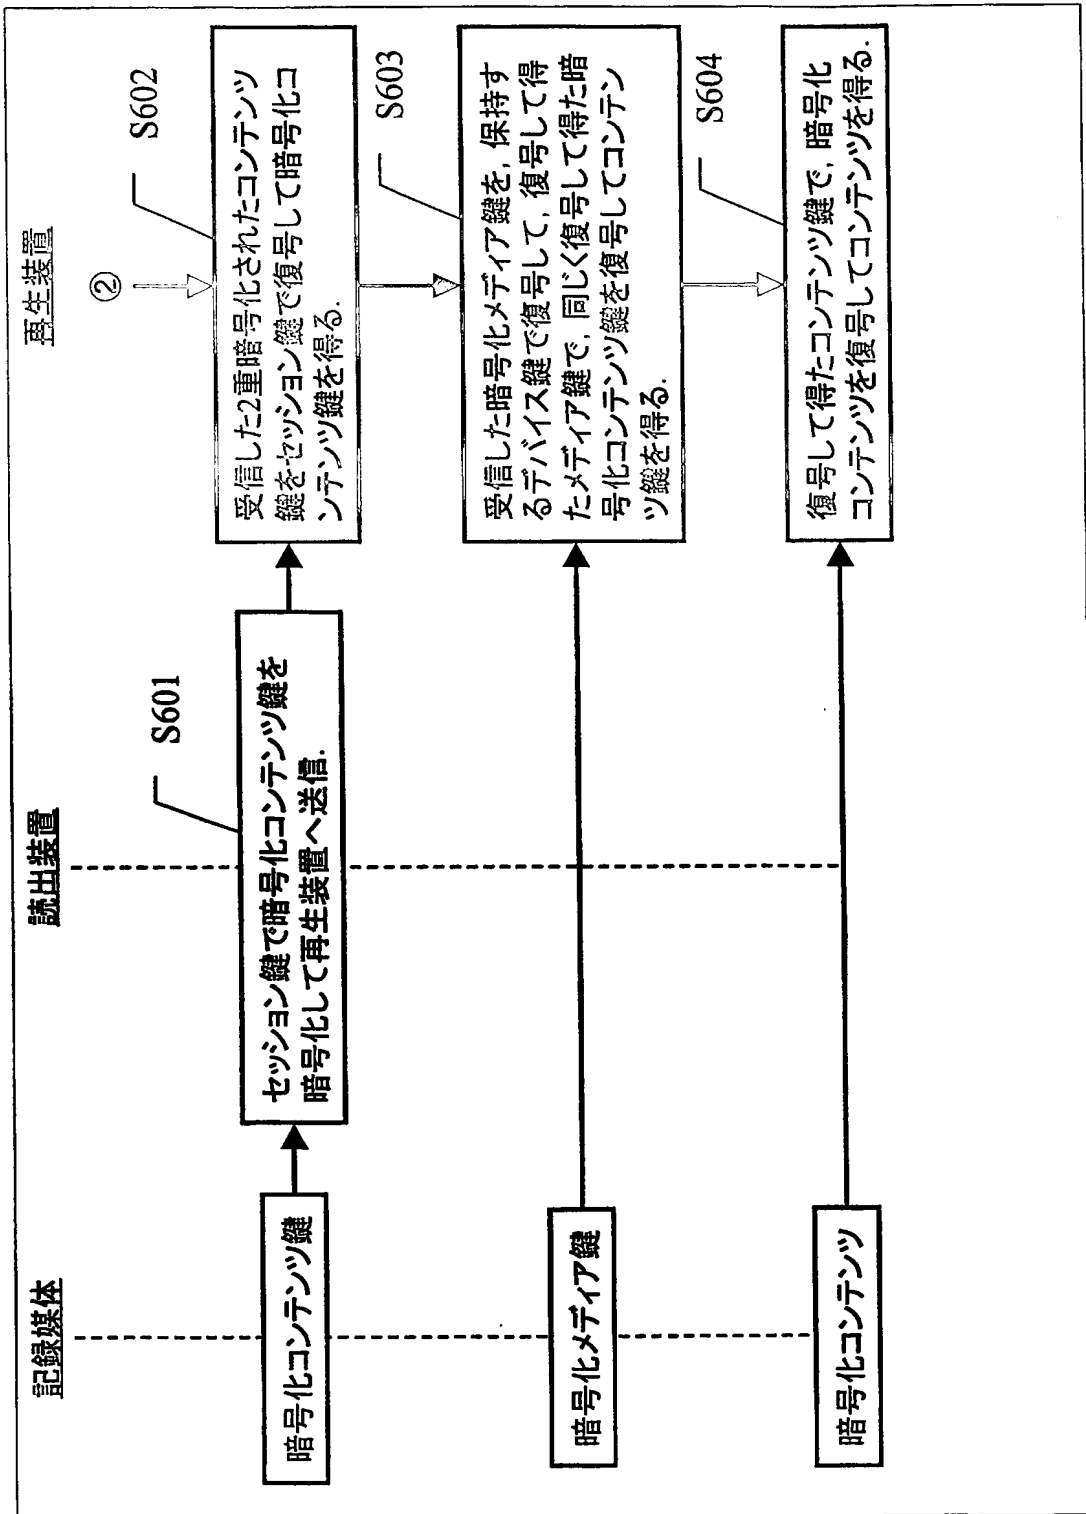 記録媒体
読出装置
再生装置
②
暗号化コンテンツ鍵
S601
セッション鍵で暗号化コンテンツ鍵を
暗号化して再生装置へ送信.
S602
受信した2重暗号化されたコンテンツ
鍵をセッション鍵で復号して暗号化コ
ンテンツ鍵を得る.
暗号化メディア鍵
S603
受信した暗号化メディア鍵を, 保持す
るデバイス鍵で復号して, 復号して得
たメディア鍵で, 同じく復号して得た暗
号化コンテンツ鍵を復号してコンテン
ツ鍵を得る.
暗号化コンテンツ
S604
復号して得たコンテンツ鍵で, 暗号化
コンテンツを復号してコンテンツを得る.